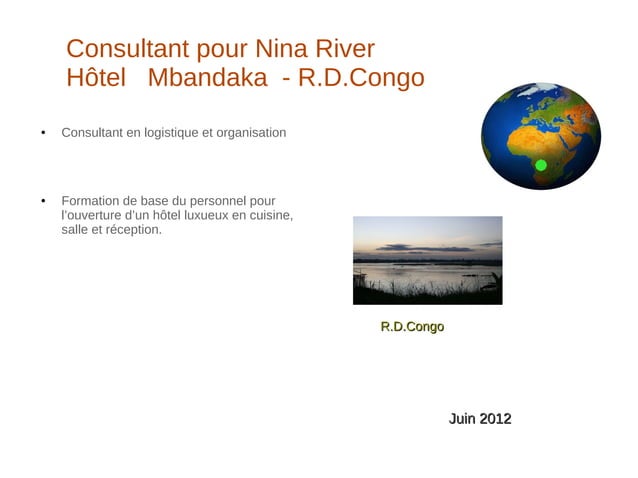 Consultant pour Nina River
Hôtel Mbandaka - R.D.Congo
• Consultant en logistique et organisation
• Formation de base du personnel pour
l’ouverture d’un hôtel luxueux en cuisine,
salle et réception.
R.D.Congo
Juin 2012